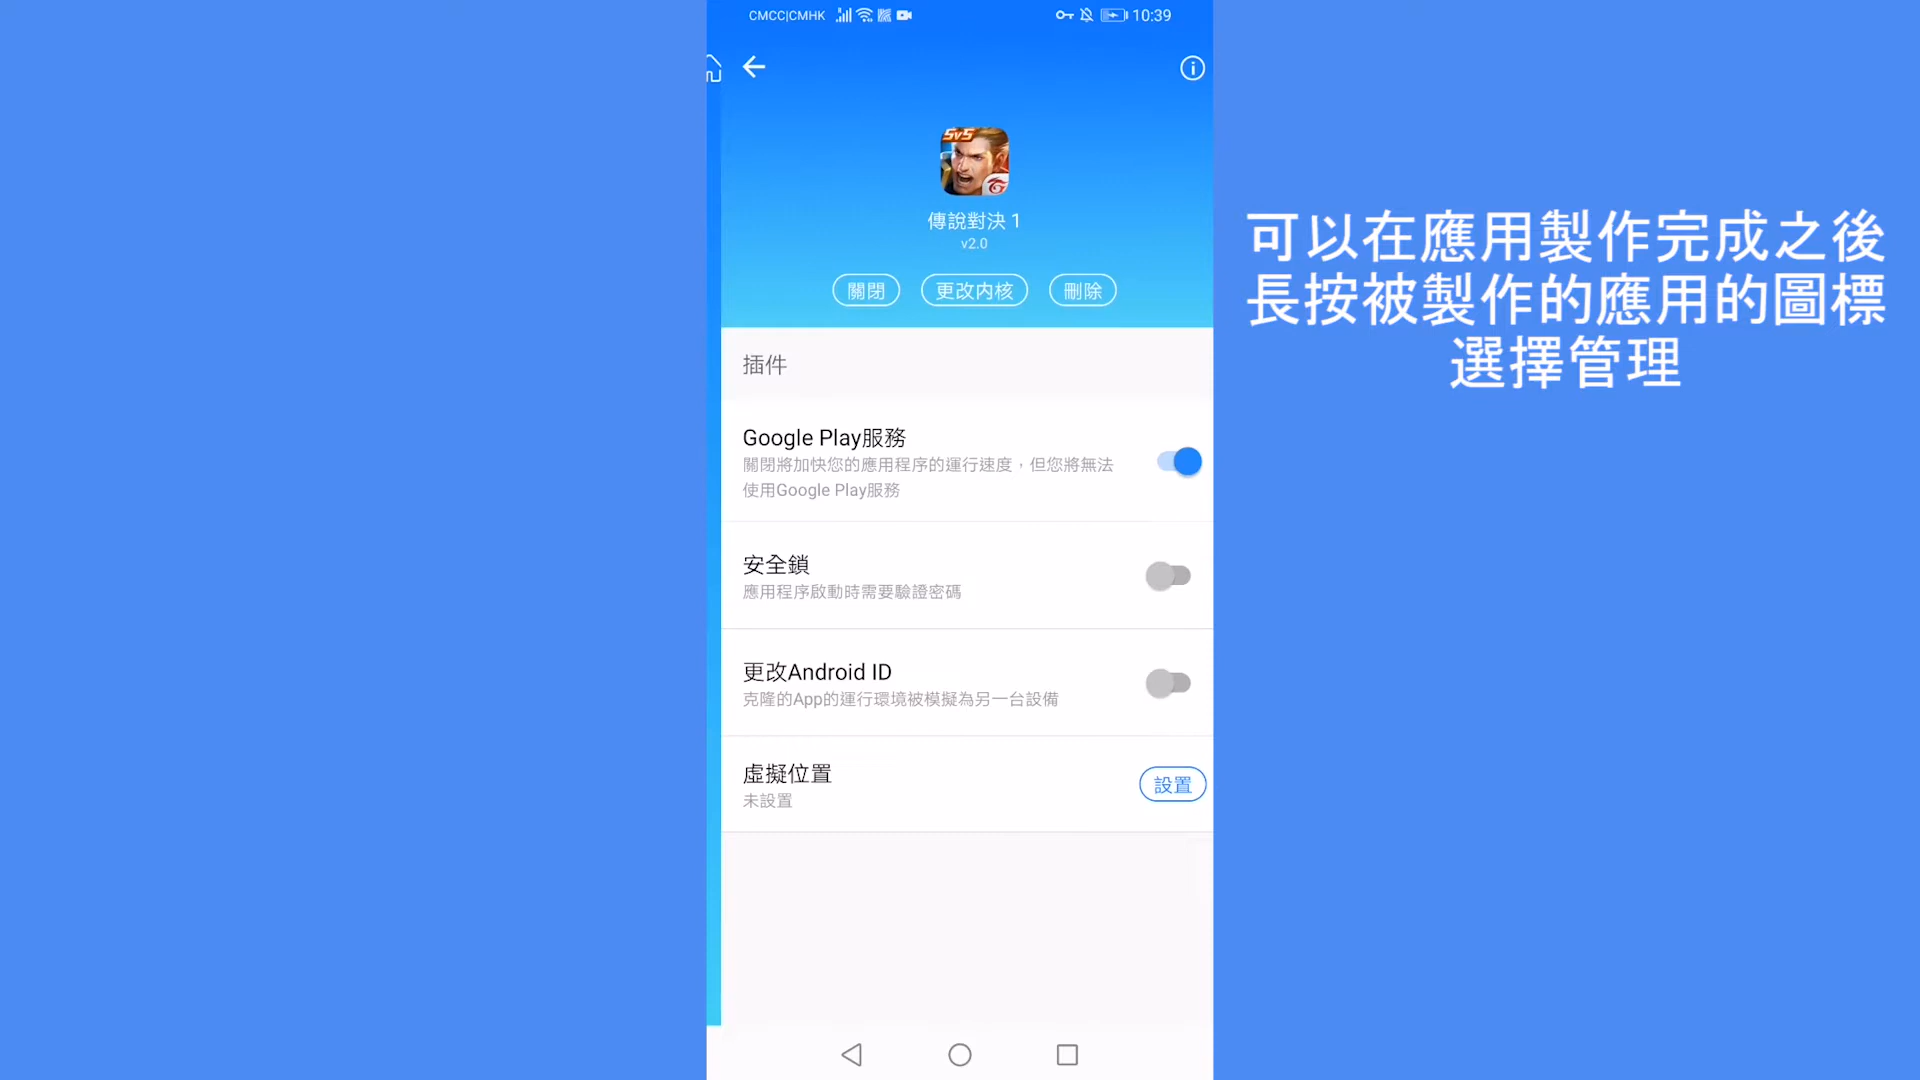 CMCC|CMHK
10:39
5v5
傳說對決 1
v2.0
關閉
更改内核
刪除
插件
Google Play服務
關閉將加快您的應用程序的運行速度，但您將無法
使用Google Play服務
安全鎖
應用程序啟動時需要驗證密碼
更改Android ID
克隆的App的運行環境被模擬為另一台設備
虛擬位置
未設置
設置
可以在應用製作完成之後
長按被製作的應用的圖標
選擇管理